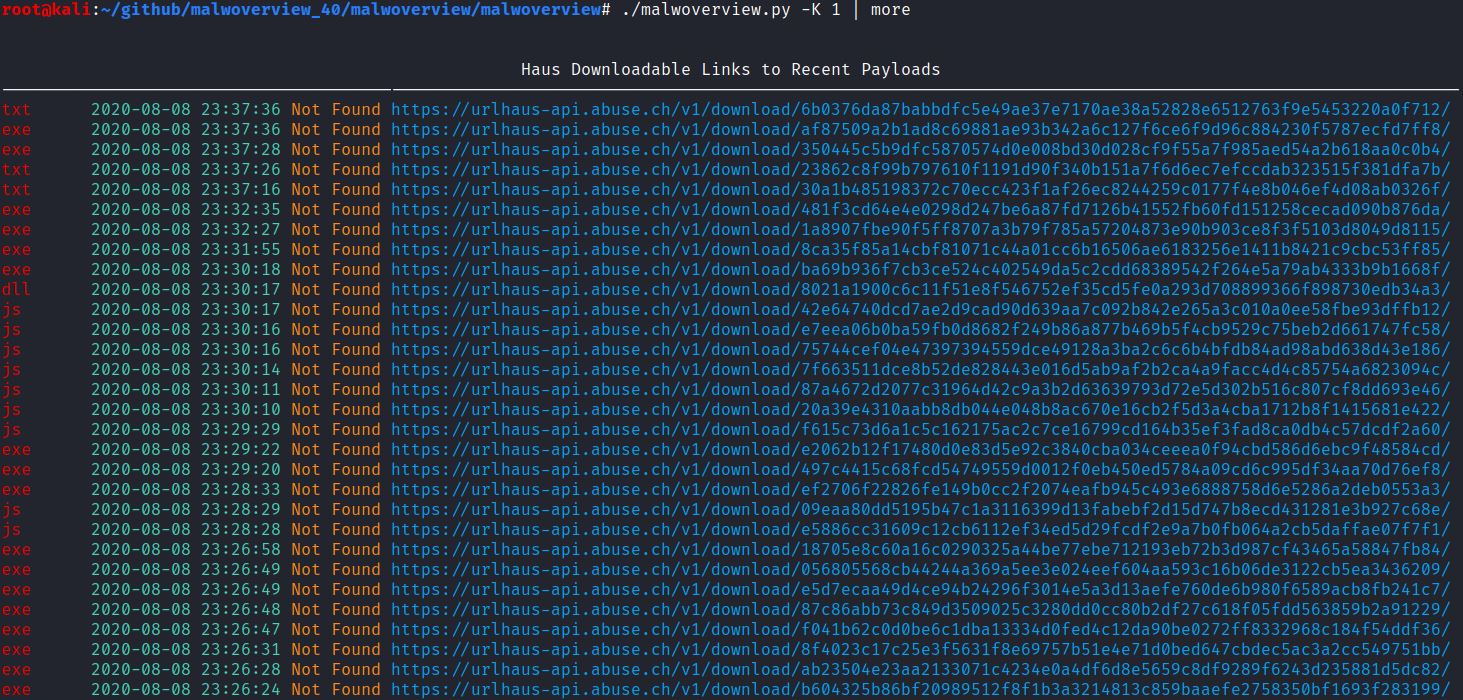 root@kali:~/github/malwoverview_40/malwoverview/malwoverview# ./malwoverview.py -K 1 | more
Haus Downloadable Links to Recent Payloads
txt 2020-08-08 23:37:36 Not Found https://urlhaus-api.abuse.ch/v1/download/6b0376da87babbdfc5e49ae37e7170ae38a52828e6512763f9e5453220a0f712/
exe 2020-08-08 23:37:36 Not Found https://urlhaus-api.abuse.ch/v1/download/af87509a2b1ad8c69881ae93b342a6c127f6ce6f9d96c884230f5787ecfd7ff8/
exe 2020-08-08 23:37:28 Not Found https://urlhaus-api.abuse.ch/v1/download/350445c5b9dfc5870574d0e008bd30d028cf9f55a7f985aed54a2b618aa0c0b4/
txt 2020-08-08 23:37:26 Not Found https://urlhaus-api.abuse.ch/v1/download/23862c8f99b797610f1191d90f340b151a7f6d6ec7efccdab323515f381dfa7b/
txt 2020-08-08 23:37:16 Not Found https://urlhaus-api.abuse.ch/v1/download/30a1b485198372c70ecc423f1af26ec8244259c0177f4e8b046ef4d08ab0326f/
exe 2020-08-08 23:32:35 Not Found https://urlhaus-api.abuse.ch/v1/download/481f3cd64e4e0298d247be6a87fd7126b41552fb60fd151258cecad090b876da/
exe 2020-08-08 23:32:27 Not Found https://urlhaus-api.abuse.ch/v1/download/1a8907fbe90f5ff8707a3b79f785a57204873e90b903ce8f3f5103d8049d8115/
exe 2020-08-08 23:31:55 Not Found https://urlhaus-api.abuse.ch/v1/download/8ca35f85a14cbf81071c44a01cc6b16506ae6183256e1411b8421c9cbc53ff85/
exe 2020-08-08 23:30:18 Not Found https://urlhaus-api.abuse.ch/v1/download/ba69b936f7cb3ce524c402549da5c2cdd68389542f264e5a79ab4333b9b1668f/
dll 2020-08-08 23:30:17 Not Found https://urlhaus-api.abuse.ch/v1/download/8021a1900c6c11f51e8f546752ef35cd5fe0a293d708899366f898730edb34a3/
js 2020-08-08 23:30:17 Not Found https://urlhaus-api.abuse.ch/v1/download/42e64740dcd7ae2d9cad90d639aa7c092b842e265a3c010a0ee58fbe93dffb12/
js 2020-08-08 23:30:16 Not Found https://urlhaus-api.abuse.ch/v1/download/e7eea06b0ba59fb0d8682f249b86a877b469b5f4cb9529c75beb2d661747fc58/
js 2020-08-08 23:30:16 Not Found https://urlhaus-api.abuse.ch/v1/download/75744cef04e47397394559dce49128a3ba2c6c6b4bfdb84ad98abd638d43e186/
js 2020-08-08 23:30:14 Not Found https://urlhaus-api.abuse.ch/v1/download/7f663511dce8b52de828443e016d5ab9af2b2ca4a9facc4d4c85754a6823094c/
js 2020-08-08 23:30:11 Not Found https://urlhaus-api.abuse.ch/v1/download/87a4672d2077c31964d42c9a3b2d63639793d72e5d302b516c807cf8dd693e46/
js 2020-08-08 23:30:10 Not Found https://urlhaus-api.abuse.ch/v1/download/20a39e4310aabb8db044e048b8ac670e16cb2f5d3a4cba1712b8f1415681e422/
js 2020-08-08 23:29:29 Not Found https://urlhaus-api.abuse.ch/v1/download/f615c73d6a1c5c162175ac2c7ce16799cd164b35ef3fad8ca0db4c57dcdf2a60/
exe 2020-08-08 23:29:22 Not Found https://urlhaus-api.abuse.ch/v1/download/e2062b12f17480d0e83d5e92c3840cba034ceeea0f94cbd586d6ebc9f48584cd/
exe 2020-08-08 23:29:20 Not Found https://urlhaus-api.abuse.ch/v1/download/497c4415c68fcd54749559d0012f0eb450ed5784a09cd6c995df34aa70d76ef8/
exe 2020-08-08 23:28:33 Not Found https://urlhaus-api.abuse.ch/v1/download/ef2706f22826fe149b0cc2f2074eafb945c493e6888758d6e5286a2deb0553a3/
js 2020-08-08 23:28:29 Not Found https://urlhaus-api.abuse.ch/v1/download/09eaa80dd5195b47c1a3116399d13fabebf2d15d747b8ecd431281e3b927c68e/
js 2020-08-08 23:28:28 Not Found https://urlhaus-api.abuse.ch/v1/download/e5886cc31609c12cb6112ef34ed5d29fcdf2e9a7b0fb064a2cb5daffae07f7f1/
exe 2020-08-08 23:26:58 Not Found https://urlhaus-api.abuse.ch/v1/download/18705e8c60a16c0290325a44be77ebe712193eb72b3d987cf43465a58847fb84/
exe 2020-08-08 23:26:49 Not Found https://urlhaus-api.abuse.ch/v1/download/056805568cb44244a369a5ee3e024eef604aa593c16b06de3122cb5ea3436209/
exe 2020-08-08 23:26:49 Not Found https://urlhaus-api.abuse.ch/v1/download/e5d7ecaa49d4ce94b24296f3014e5a3d13aefe760de6b980f6589acb8fb241c7/
exe 2020-08-08 23:26:48 Not Found https://urlhaus-api.abuse.ch/v1/download/87c86abb73c849d3509025c3280dd0cc80b2df27c618f05fdd563859b2a91229/
exe 2020-08-08 23:26:47 Not Found https://urlhaus-api.abuse.ch/v1/download/f041b62c0d0be6c1dba13334d0fed4c12da90be0272ff8332968c184f54ddf36/
exe 2020-08-08 23:26:31 Not Found https://urlhaus-api.abuse.ch/v1/download/8f4023c17c25e3f5631f8e69757b51e4e71d0bed647cbdec5ac3a2cc549751bb/
exe 2020-08-08 23:26:28 Not Found https://urlhaus-api.abuse.ch/v1/download/ab23504e23aa2133071c4234e0a4df6d8e5659c8df9289f6243d235881d5dc82/
exe 2020-08-08 23:26:24 Not Found https://urlhaus-api.abuse.ch/v1/download/b604325b86bf20989512f8f1b3a3214813c859baaefe2758350bf1693f283199/